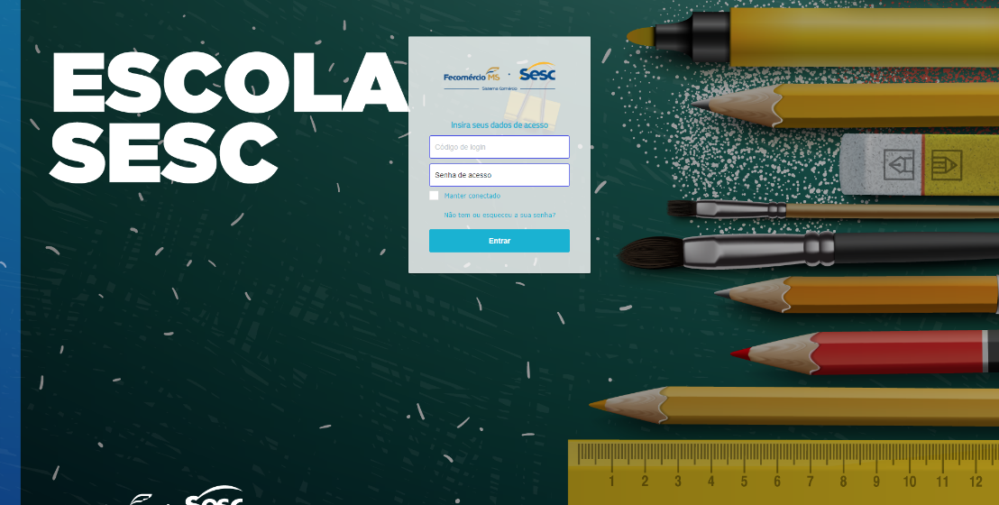 ESCOLA
SESC
Fecomércio MS
Sesc
Sistema Comércio
Insira seus dados de acesso
Código de login
Senha de acesso
Manter conectado
Não tem ou esqueceu a sua senha?
Entrar
1 2 3 4 5 6 7 8 9 10 11 12
Sesc